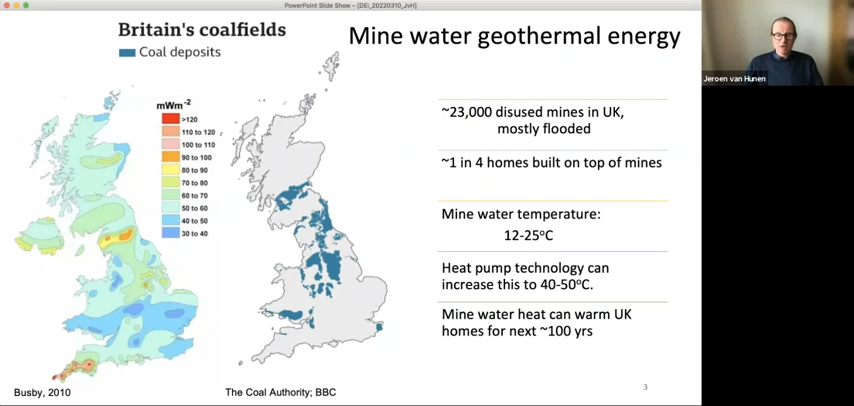 PowerPoint Slide Show - [DEI_20220310_JvH]
Britain's coalfields
Coal deposits
Mine water geothermal energy
Jeroen van Hunen
mWm-2
>120
110 to 120
100 to 110
90 to 100
80 to 90
70 to 80
60 to 70
50 to 60
40 to 50
30 to 40
~23,000 disused mines in UK,
mostly flooded
~1 in 4 homes built on top of mines
Mine water temperature:
12-25°C
Heat pump technology can
increase this to 40-50°C.
Mine water heat can warm UK
homes for next ~100 yrs
Busby, 2010
The Coal Authority; BBC
3